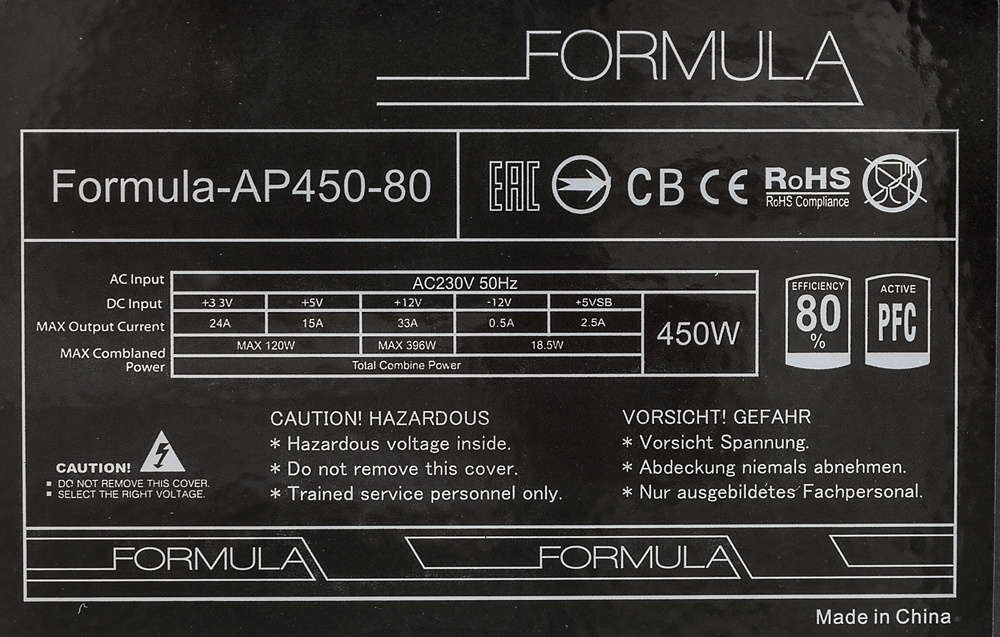 FORMULA
Formula-AP450-80
EAC CB CE RoHS
RoHS Compliance
AC Input AC230V 50Hz
DC Input +3.3V +5V +12V -12V +5VSB
MAX Output Current 24A 15A 33A 0.5A 2.5A 450W
MAX Comblaned Power MAX 120W MAX 396W 18.5W
Total Combine Power
EFFICIENCY
80
%
ACTIVE
PFC
CAUTION!
■ DO NOT REMOVE THIS COVER.
■ SELECT THE RIGHT VOLTAGE.
CAUTION! HAZARDOUS
* Hazardous voltage inside.
* Do not remove this cover.
* Trained service personnel only.
VORSICHT! GEFAHR
* Vorsicht Spannung.
* Abdeckung niemals abnehmen.
* Nur ausgebildetes Fachpersonal.
FORMULA FORMULA
Made in China